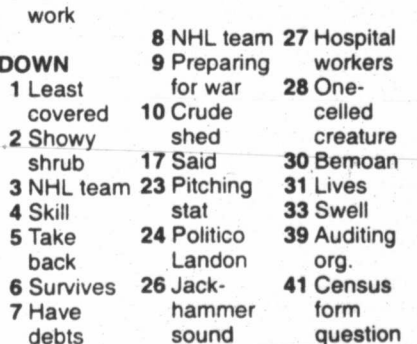 work
DOWN
1 Least
covered
2 Showy
shrub
3 NHL team
4 Skill
5 Take
back
6 Survives
7 Have
debts
8 NHL team
9 Preparing
for war
10 Crude
shed
17 Said
23 Pitching
stat
24 Politico
Landon
26 Jack-
hammer
sound
27 Hospital
workers
28 One-
celled
creature
30 Bemoan
31 Lives
33 Swell
39 Auditing
org.
41 Census
form
question